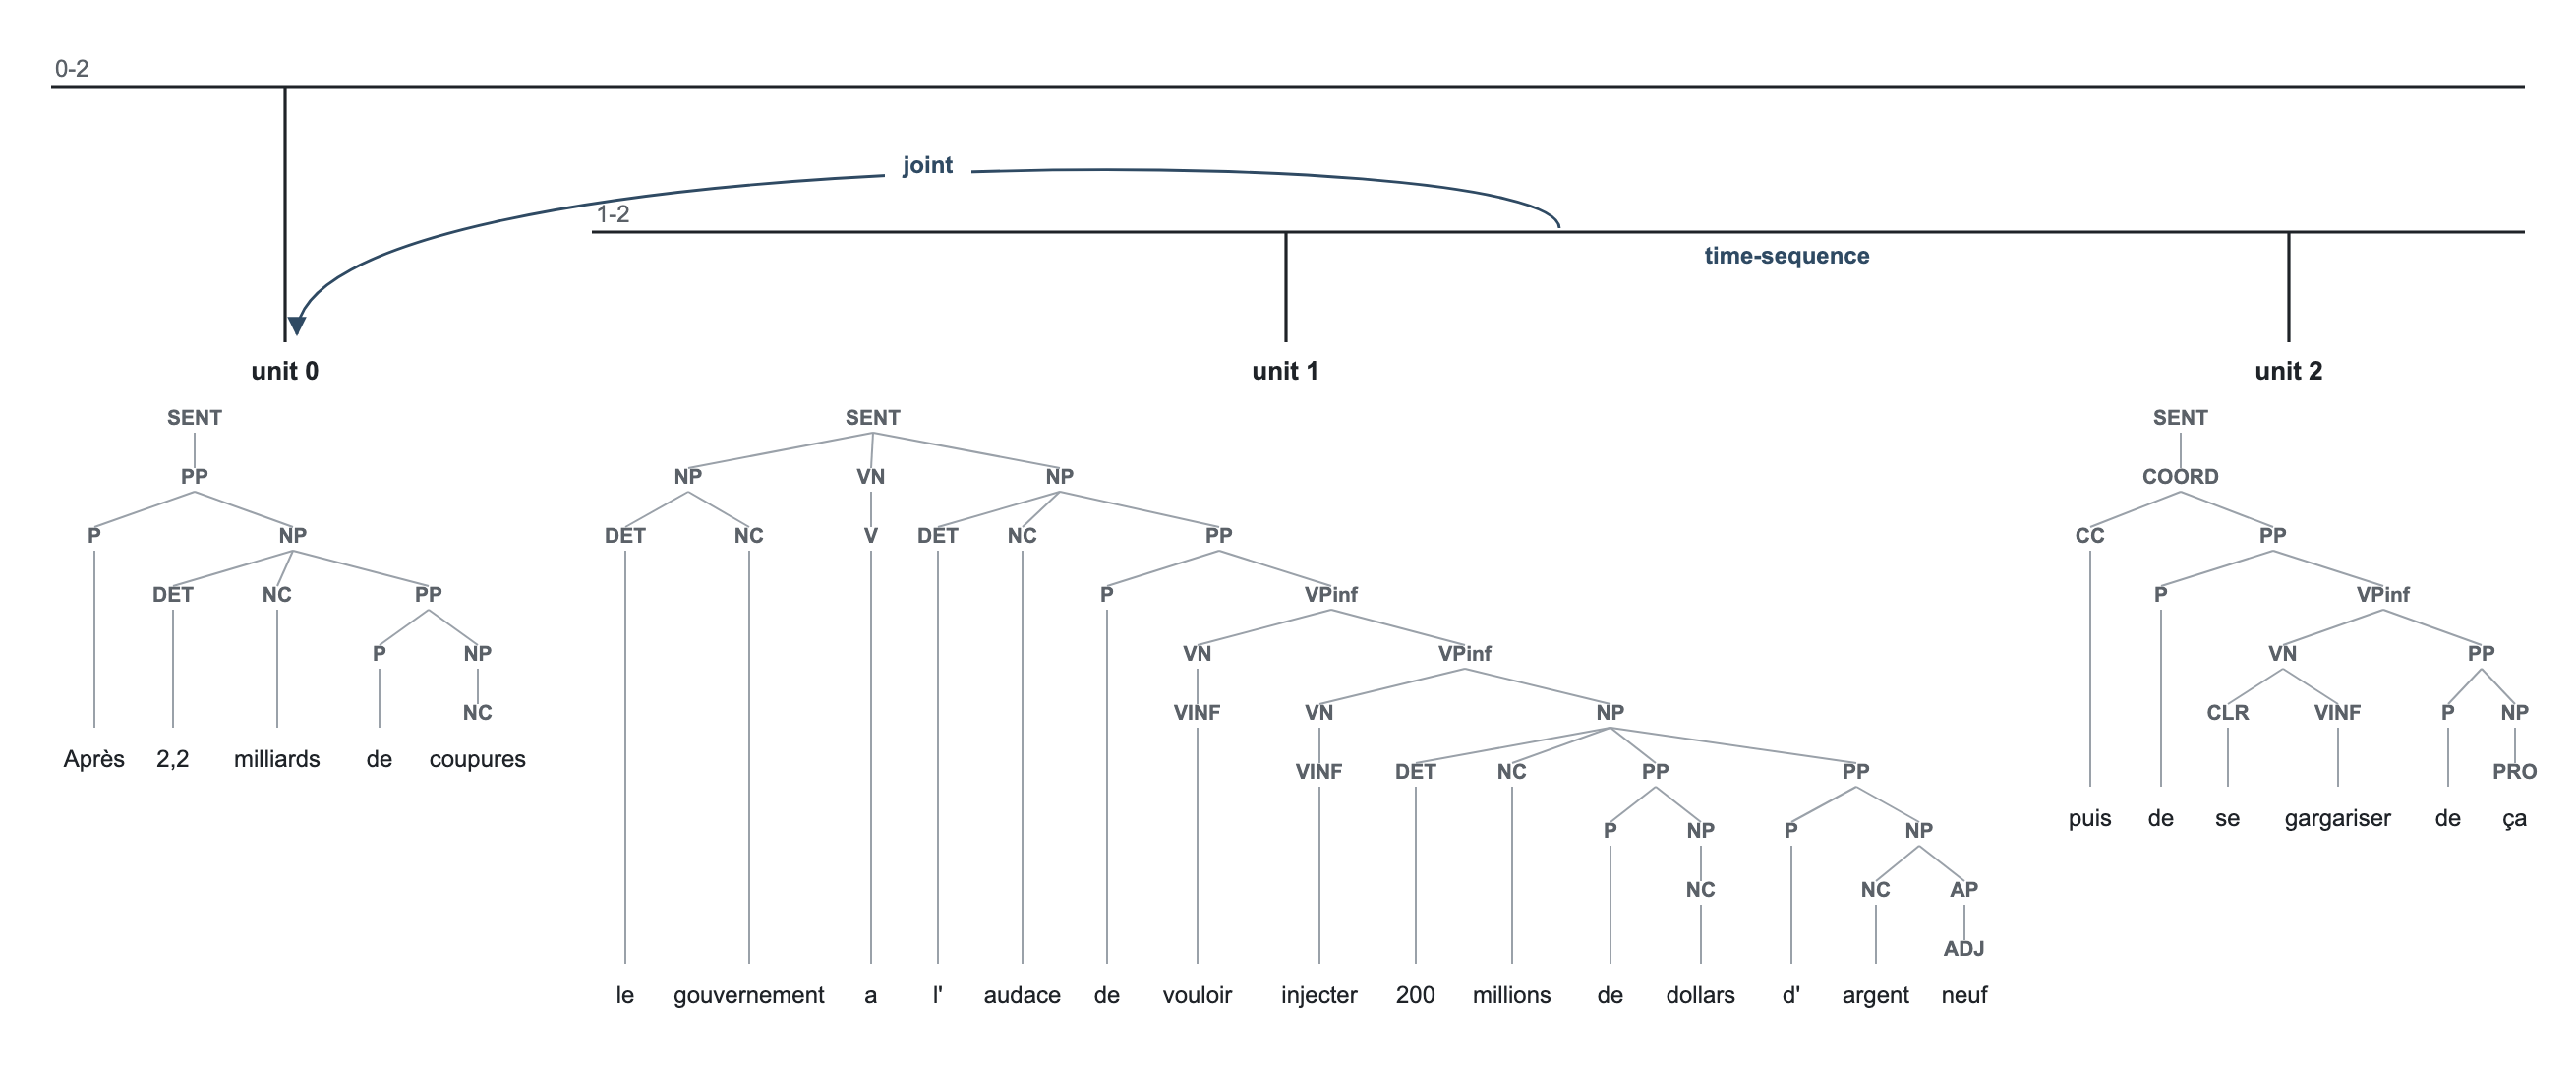 0-2
joint
1-2
time-sequence
unit 0 unit 1 unit 2
SENT SENT SENT
PP NP VN NP COORD
P NP DET NC V DET NC PP CC PP
DET NC PP P VPinf P VPinf
P NP VN VPinf VN PP
NC VINF VN NP CLR VINF P NP
Après 2,2 milliards de coupures VINF DET NC PP PP PRO
puis de se gargariser de ça
P NP P NP
NC NC AP
ADJ
le gouvernement a l' audace de vouloir injecter 200 millions de dollars d' argent neuf